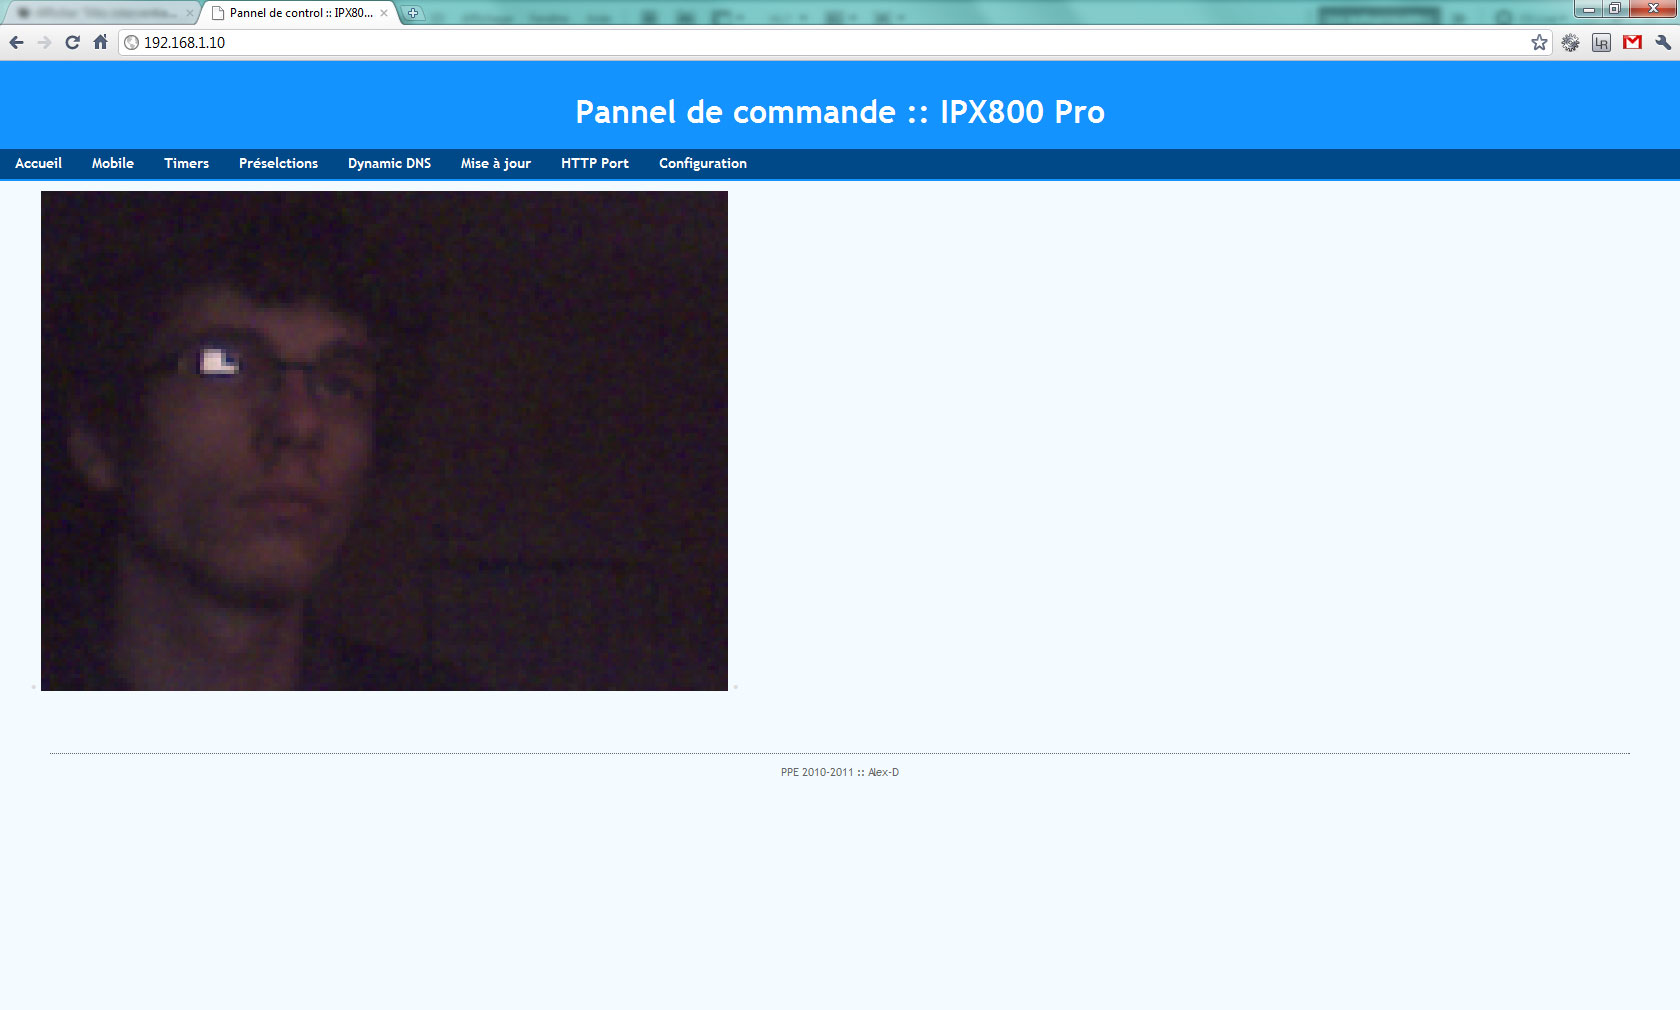 Pannel de control :: IPX80...
192.168.1.10
LR
Pannel de commande :: IPX800 Pro
Accueil Mobile Timers Préselctions Dynamic DNS Mise à jour HTTP Port Configuration
PPE 2010-2011 :: Alex-D